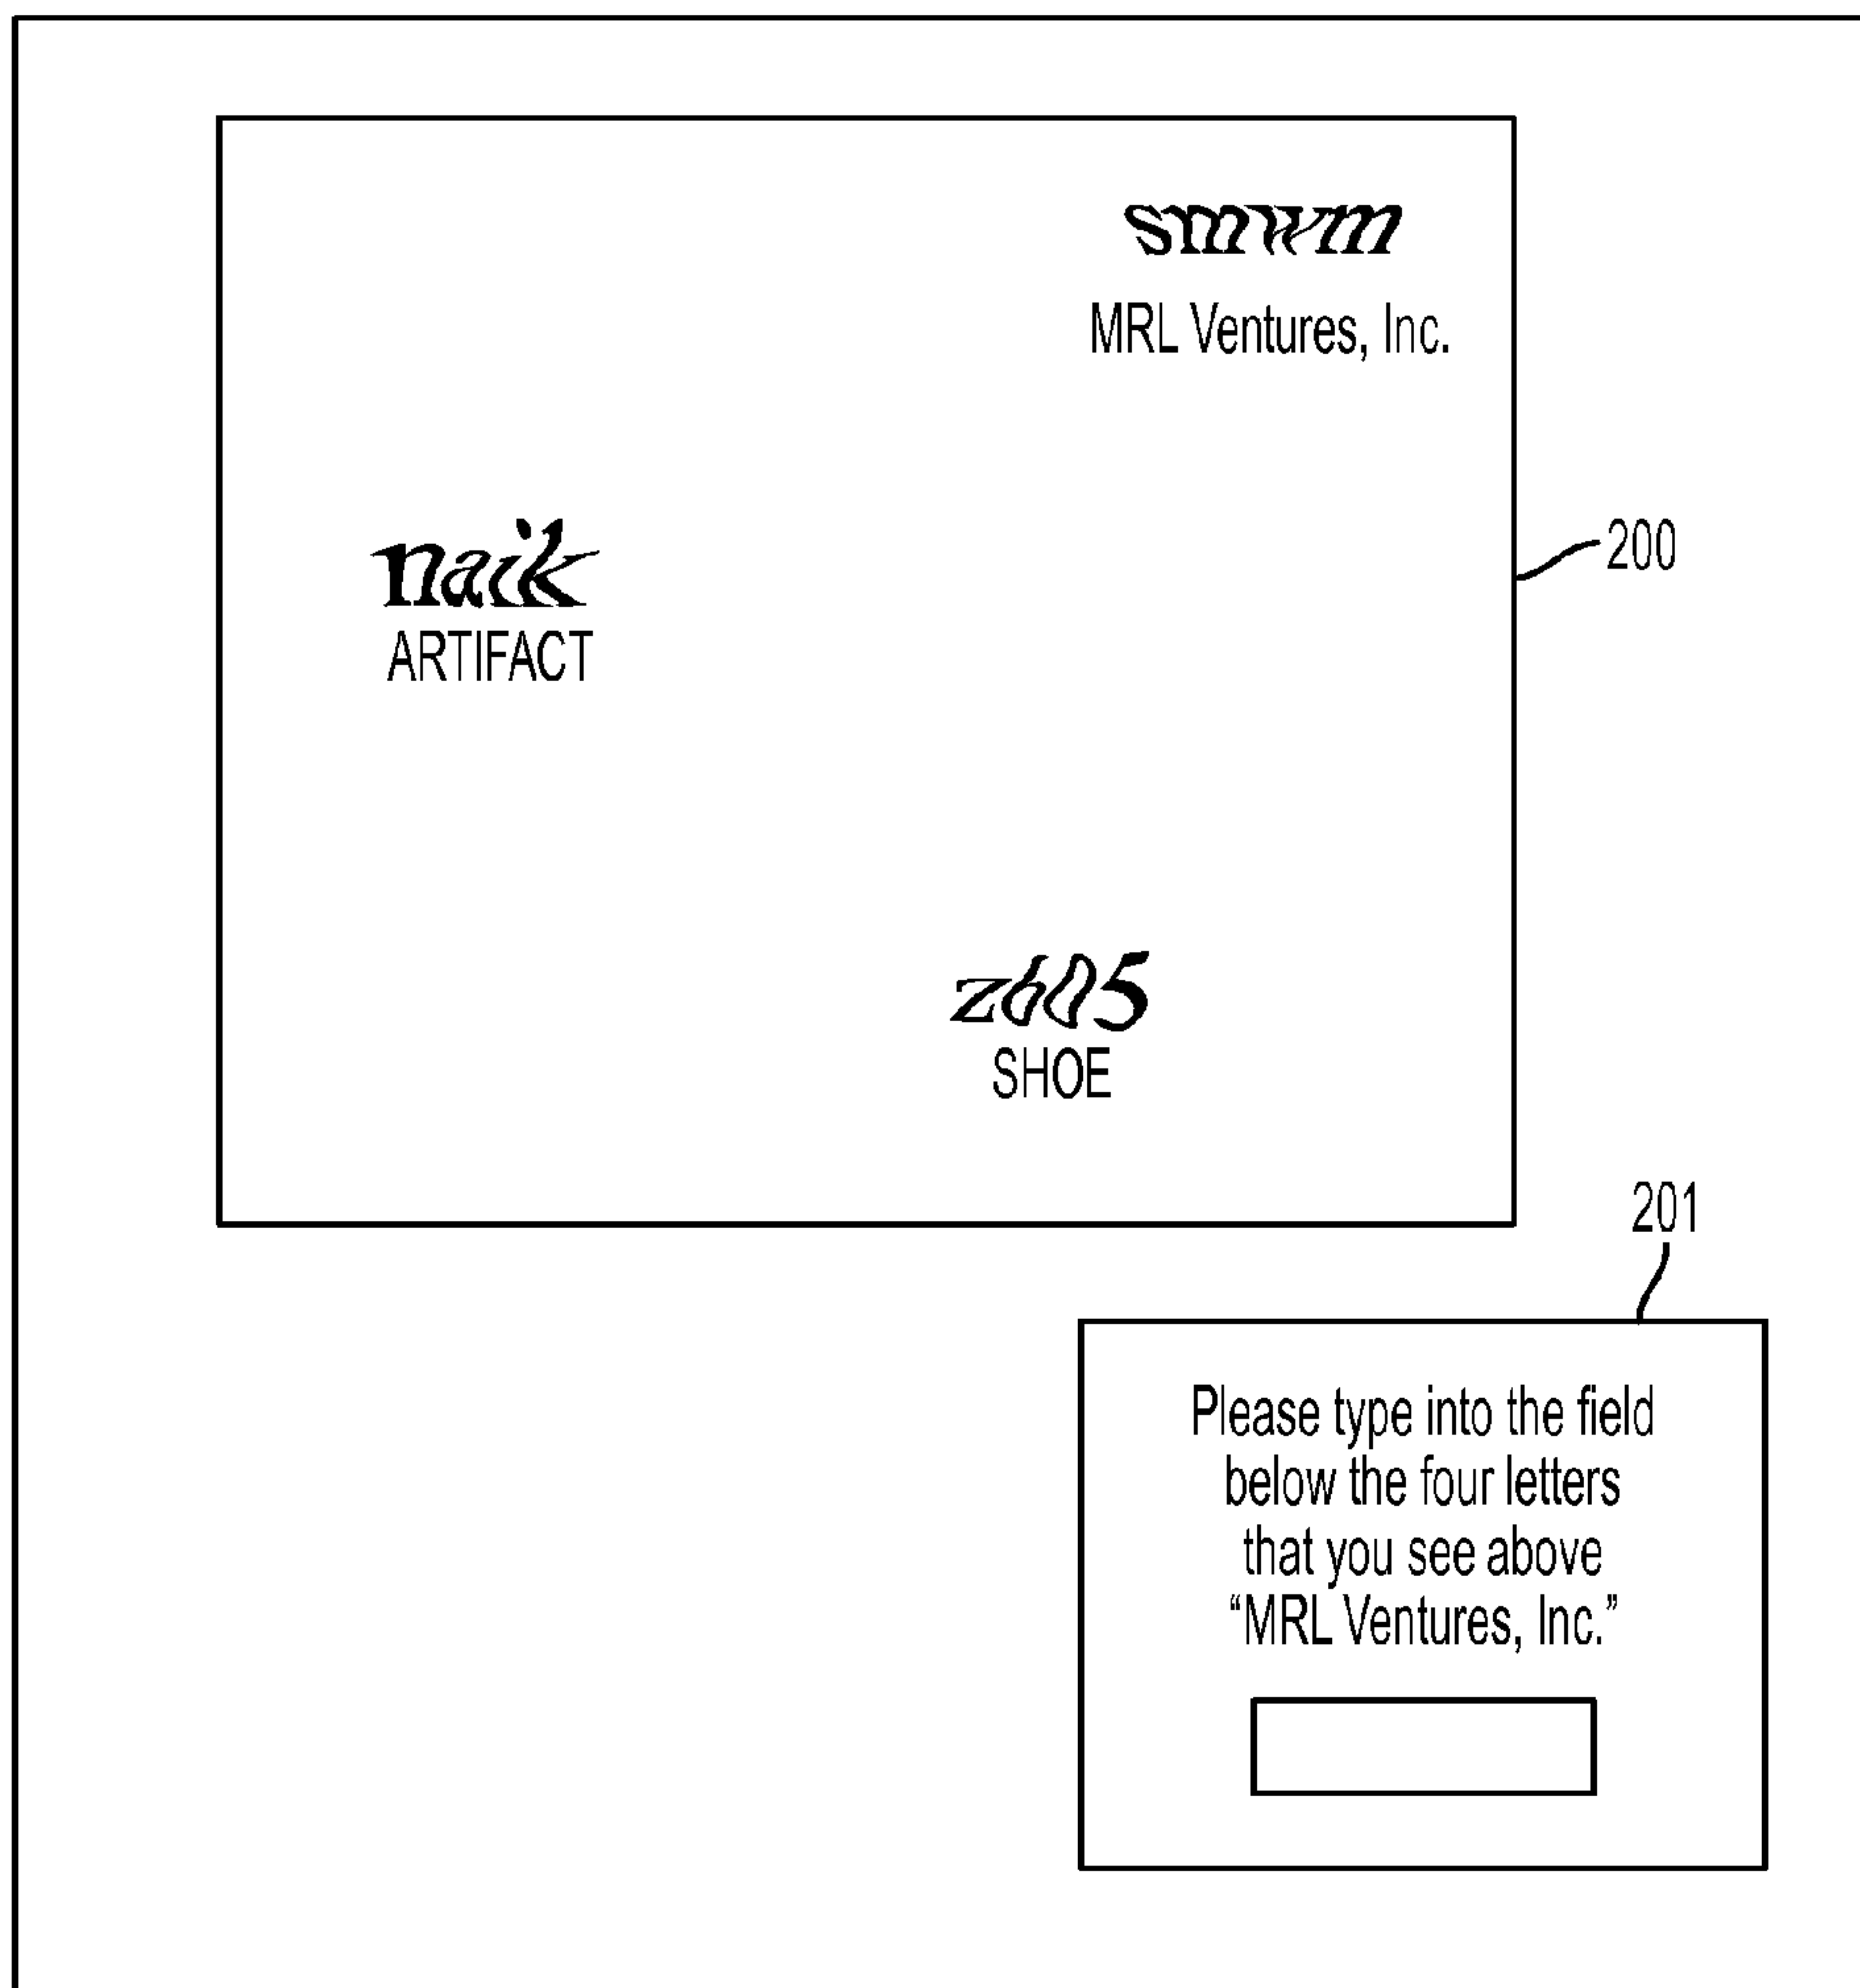 smwm
MRL Ventures, Inc.
200
naik
ARTIFACT
zb05
SHOE
201
Please type into the field
below the four letters
that you see above
“MRL Ventures, Inc.”